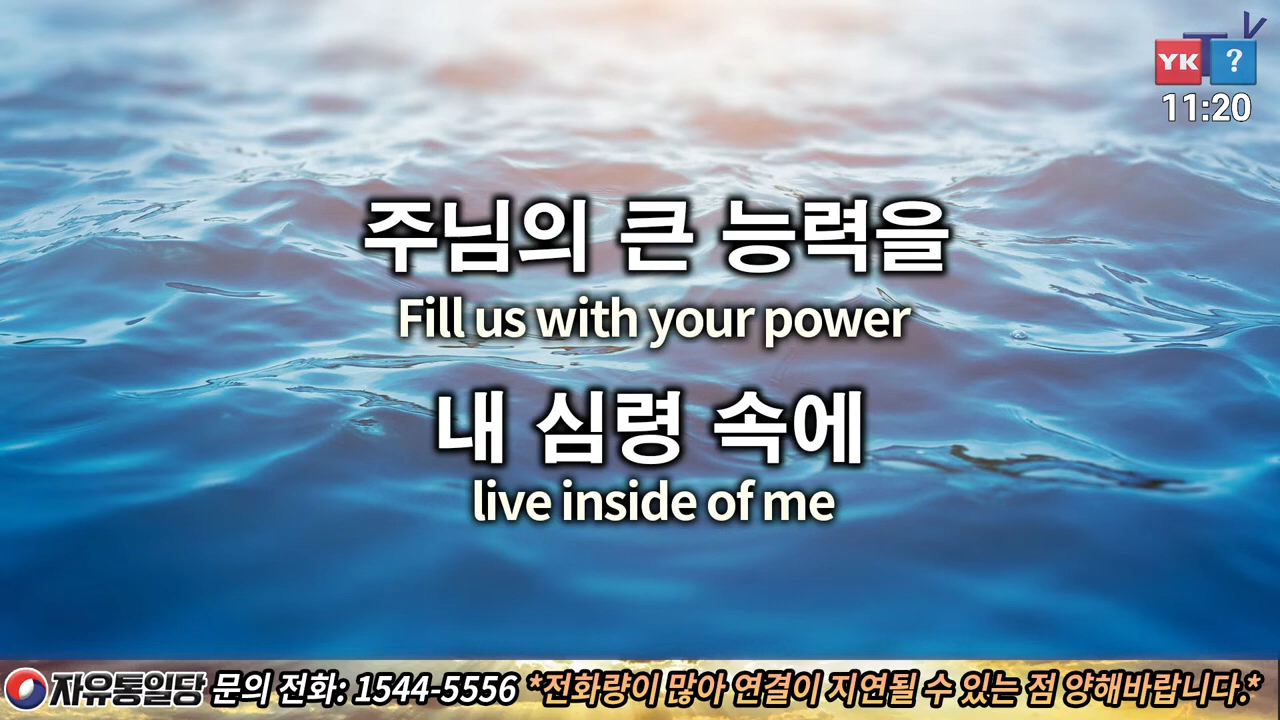 TV
YK ?
11:20
주님의 큰 능력을
Fill us with your power
내 심령 속에
live inside of me
자유통일당 문의 전화: 1544-5556 *전화량이 많아 연결이 지연될 수 있는 점 양해바랍니다.*